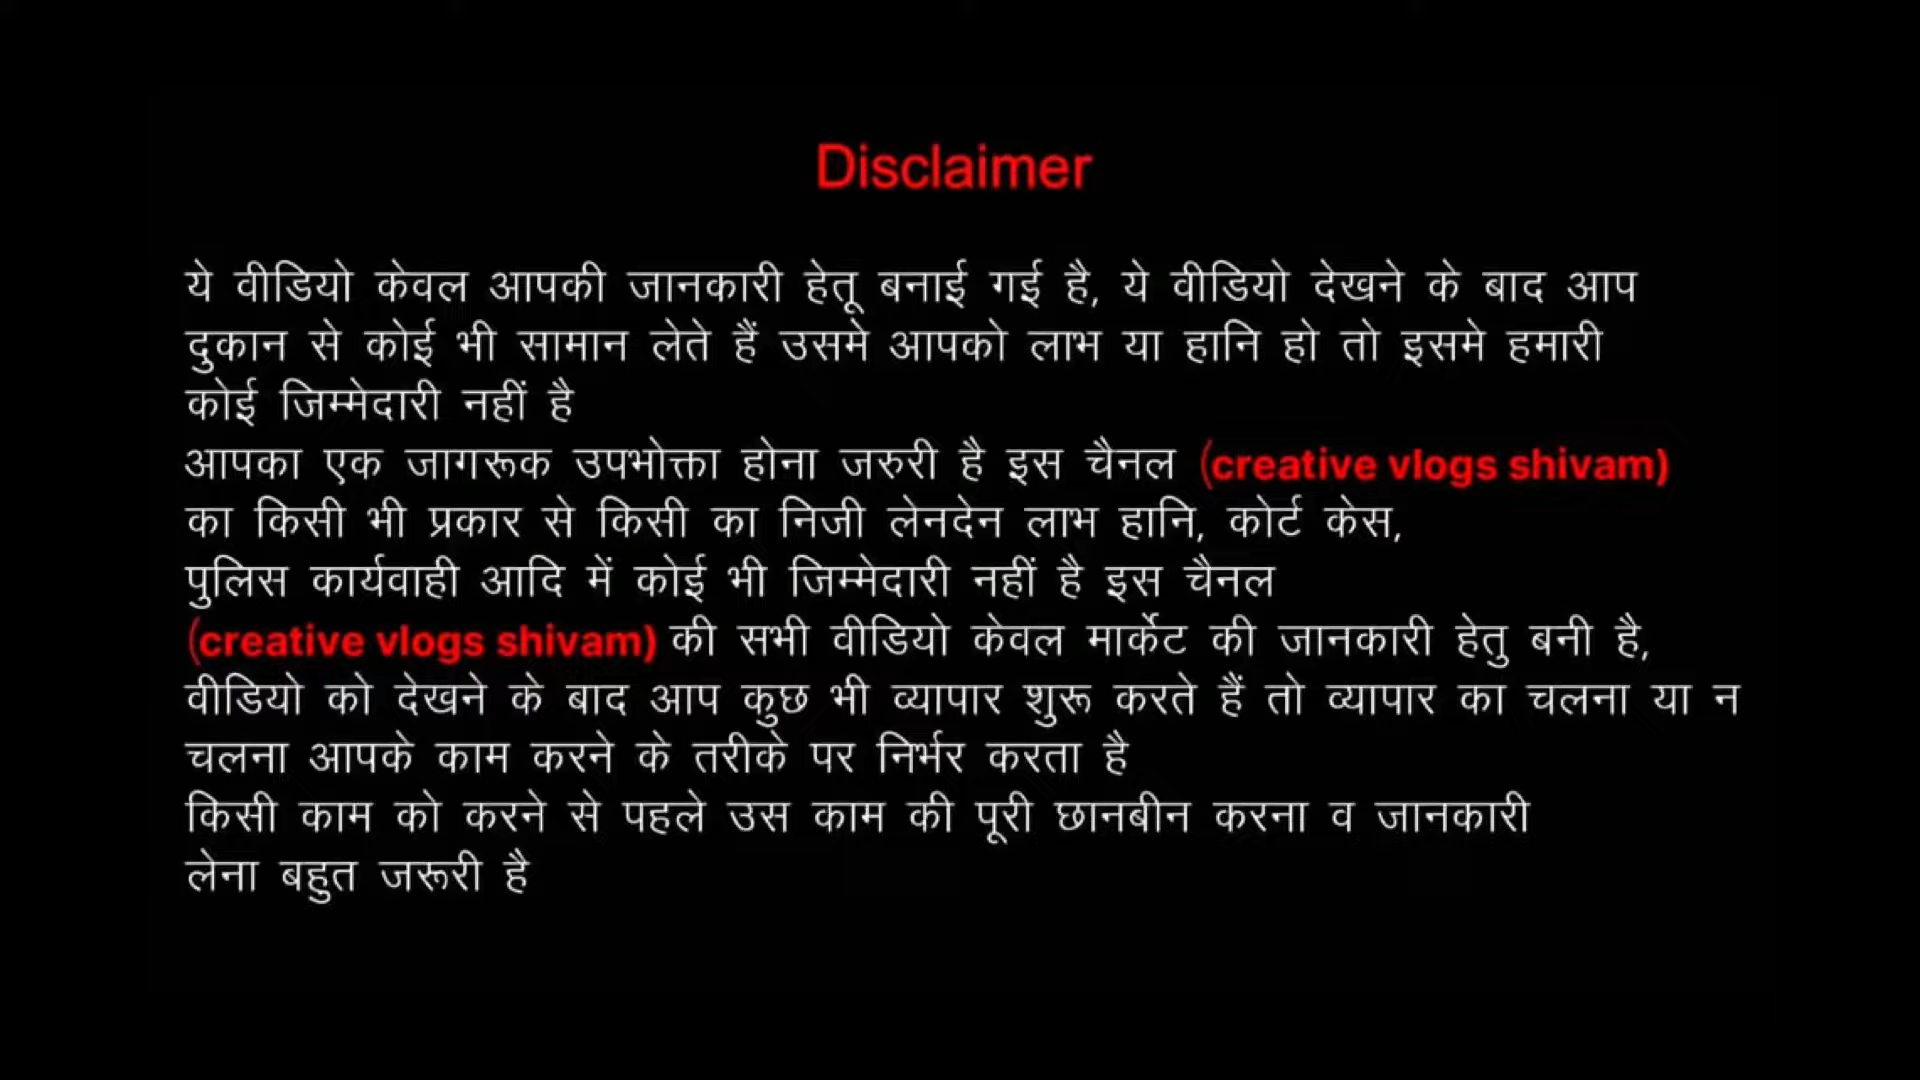 Disclaimer
ये वीडियो केवल आपकी जानकारी हेतू बनाई गई है, ये वीडियो देखने के बाद आप
दुकान से कोई भी सामान लेते हैं उसमे आपको लाभ या हानि हो तो इसमे हमारी
कोई जिम्मेदारी नहीं है
आपका एक जागरूक उपभोक्ता होना जरुरी है इस चैनल (creative vlogs shivam)
का किसी भी प्रकार से किसी का निजी लेनदेन लाभ हानि, कोर्ट केस,
पुलिस कार्यवाही आदि में कोई भी जिम्मेदारी नहीं है इस चैनल
(creative vlogs shivam) की सभी वीडियो केवल मार्केट की जानकारी हेतु बनी है,
वीडियो को देखने के बाद आप कुछ भी व्यापार शुरू करते हैं तो व्यापार का चलना या न
चलना आपके काम करने के तरीके पर निर्भर करता है
किसी काम को करने से पहले उस काम की पूरी छानबीन करना व जानकारी
लेना बहुत जरूरी है